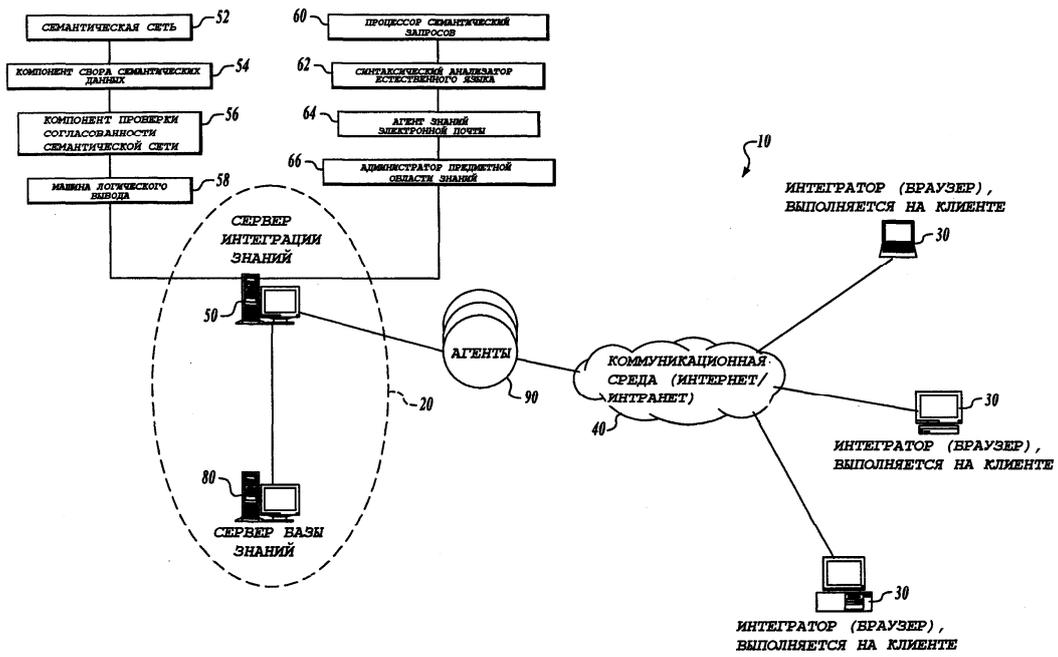 СЕМАНТИЧЕСКАЯ СЕТЬ
52
КОМПОНЕНТ СБОРА СЕМАНТИЧЕСКИХ
ДАННЫХ
54
КОМПОНЕНТ ПРОВЕРКИ
СОГЛАСОВАННОСТИ
СЕМАНТИЧЕСКОЙ СЕТИ
56
МАШИНА ЛОГИЧЕСКОГО
ВЫВОДА
58
60
ПРОЦЕССОР СЕМАНТИЧЕСКИЙ
ЗАПРОСОВ
62
СИНТАКСИЧЕСКИЙ АНАЛИЗАТОР
ЕСТЕСТВЕННОГО ЯЗЫКА
64
АГЕНТ ЗНАНИЙ
ЭЛЕКТРОННОЙ ПОЧТЫ
66
АДМИНИСТРАТОР ПРЕДМЕТНОЙ
ОБЛАСТИ ЗНАНИЙ
10
СЕРВЕР
ИНТЕГРАЦИИ
ЗНАНИЙ
50
20
80
СЕРВЕР БАЗЫ
ЗНАНИЙ
АГЕНТЫ
90
КОММУНИКАЦИОННАЯ
СРЕДА (ИНТЕРНЕТ/
ИНТРАНЕТ)
40
ИНТЕГРАТОР (БРАУЗЕР),
ВЫПОЛНЯЕТСЯ НА КЛИЕНТЕ
30
30
ИНТЕГРАТОР (БРАУЗЕР),
ВЫПОЛНЯЕТСЯ НА КЛИЕНТЕ
30
ИНТЕГРАТОР (БРАУЗЕР),
ВЫПОЛНЯЕТСЯ НА КЛИЕНТЕ